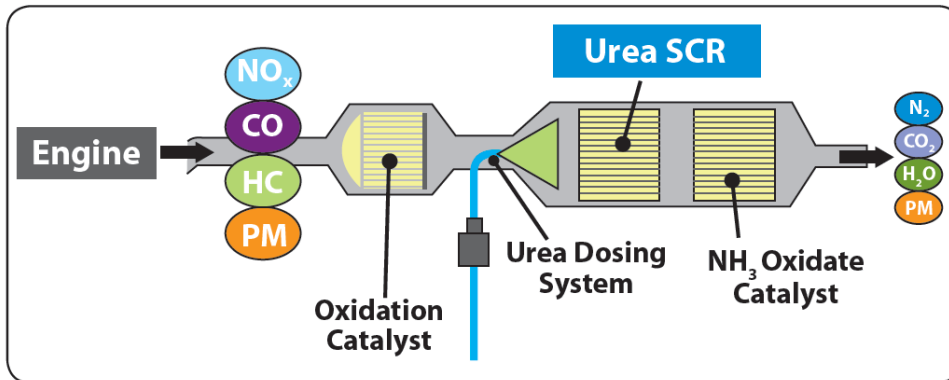 Urea SCR
NOx
CO
HC
PM
Engine
N₂
CO₂
H₂O
PM
Oxidation
Catalyst
Urea Dosing
System
NH₃ Oxidate
Catalyst